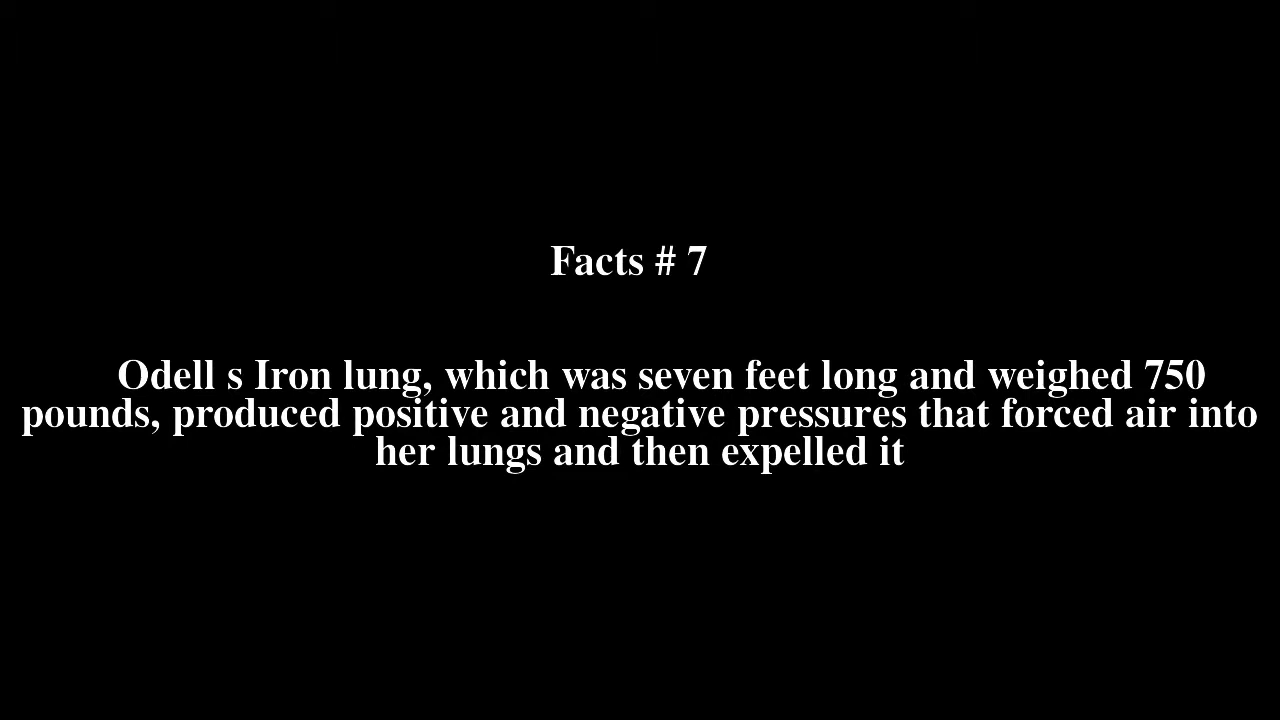 Facts # 7
Odell s Iron lung, which was seven feet long and weighed 750
pounds, produced positive and negative pressures that forced air into
her lungs and then expelled it